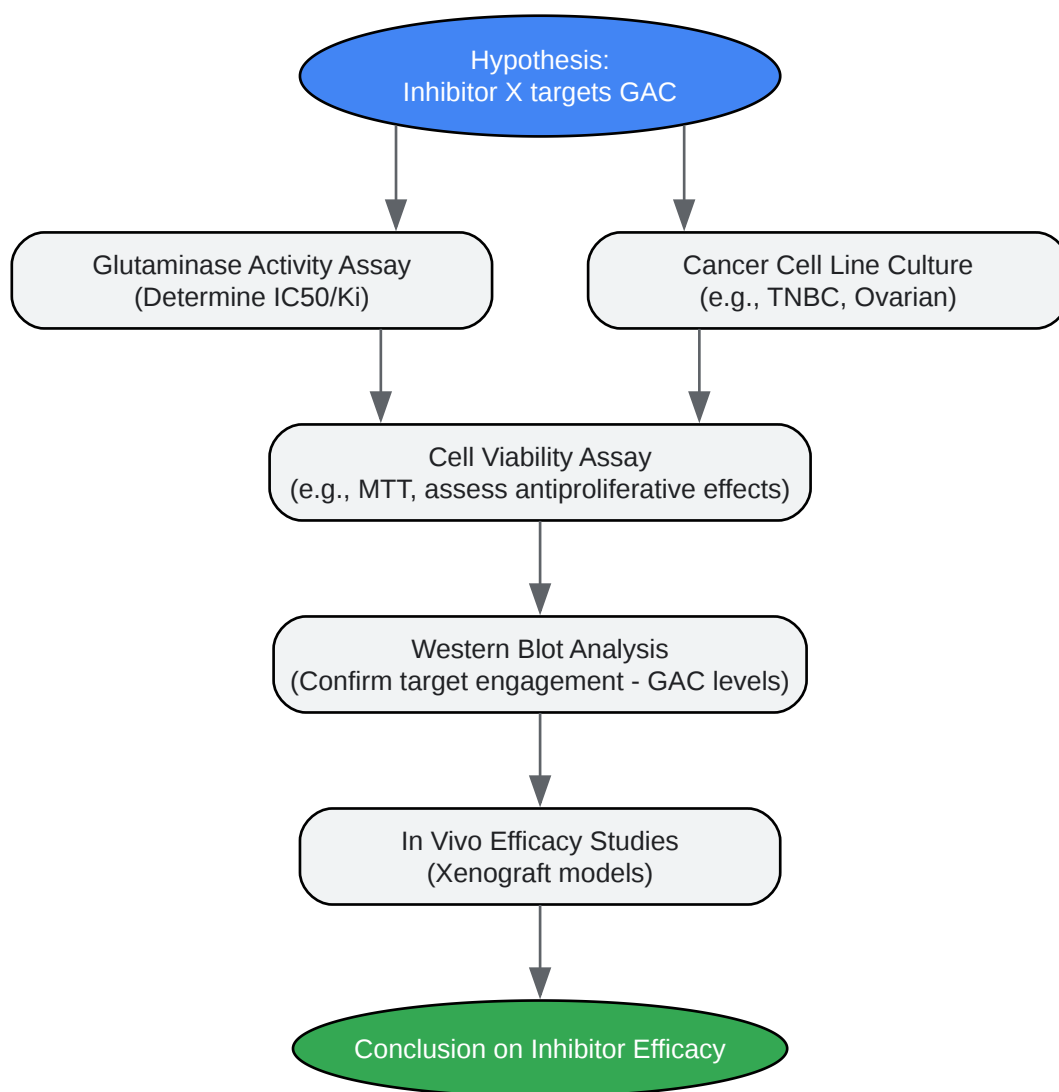 Hypothesis:
Inhibitor X targets GAC
Glutaminase Activity Assay
(Determine IC50/Ki)
Cancer Cell Line Culture
(e.g., TNBC, Ovarian)
Cell Viability Assay
(e.g., MTT, assess antiproliferative effects)
Western Blot Analysis
(Confirm target engagement - GAC levels)
In Vivo Efficacy Studies
(Xenograft models)
Conclusion on Inhibitor Efficacy